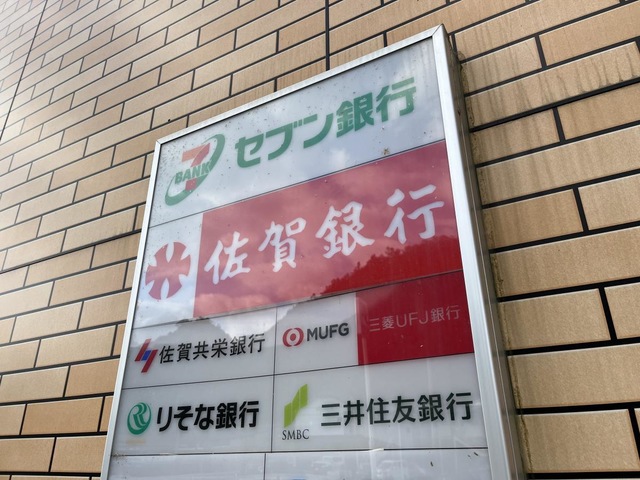 7 BANK セブン銀行
佐賀銀行
佐賀共栄銀行 MUFG 三菱UFJ銀行
りそな銀行 SMBC 三井住友銀行